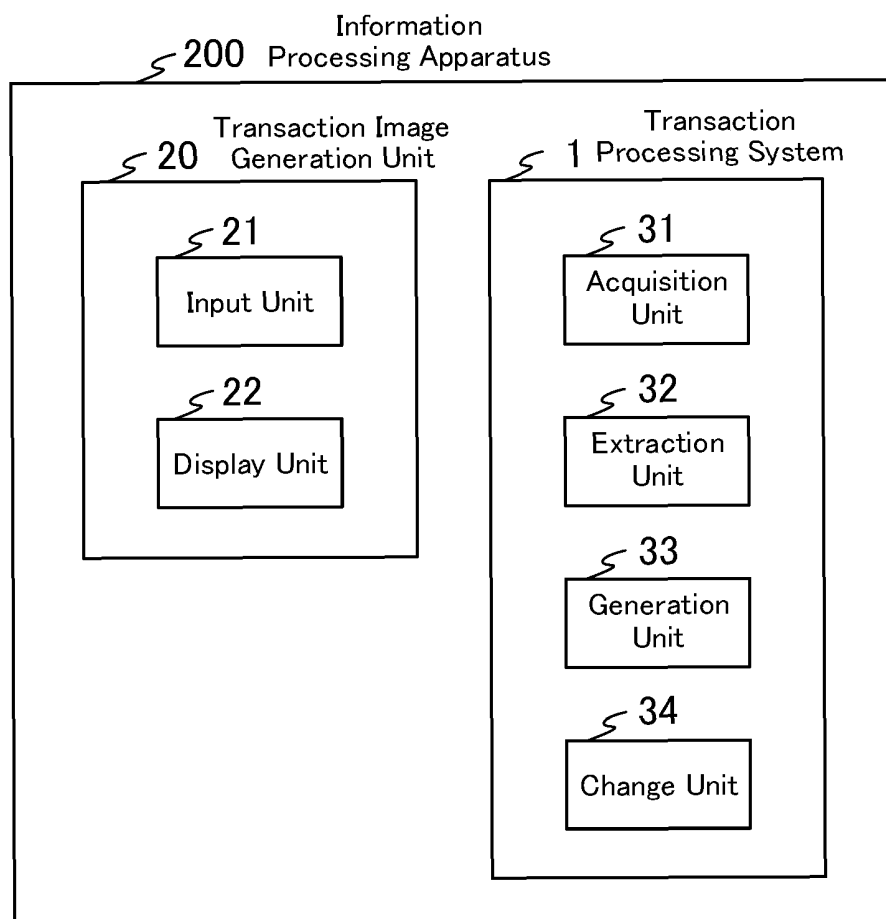 Information
200 Processing Apparatus
Transaction Image
20 Generation Unit
21
Input Unit
22
Display Unit
Transaction
1 Processing System
31
Acquisition
Unit
32
Extraction
Unit
33
Generation
Unit
34
Change Unit